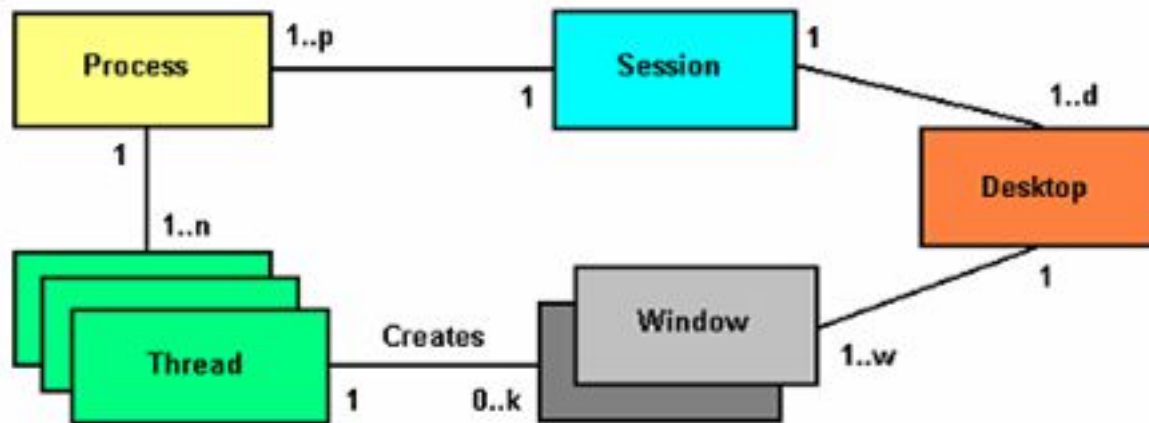 Process
1..p
1
Session
1
1..d
Desktop
1
1..n
Thread
1
Creates
0..k
Window
1..w
1